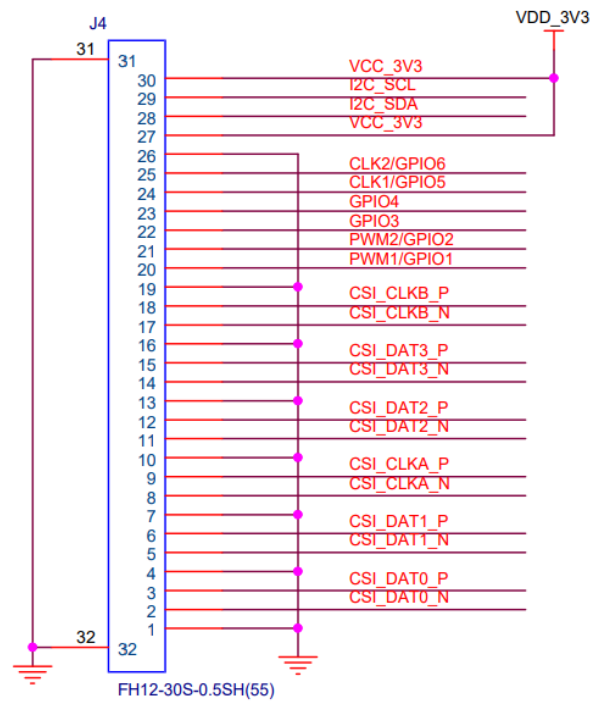 VDD_3V3
J4
31
31
30 VCC_3V3
29 I2C_SCL
28 I2C_SDA
27 VCC_3V3
26
25 CLK2/GPIO6
24 CLK1/GPIO5
23 GPIO4
22 GPIO3
21 PWM2/GPIO2
20 PWM1/GPIO1
19
18 CSI_CLKB_P
17 CSI_CLKB_N
16
15 CSI_DAT3_P
14 CSI_DAT3_N
13
12 CSI_DAT2_P
11 CSI_DAT2_N
10
9 CSI_CLKA_P
8 CSI_CLKA_N
7
6 CSI_DAT1_P
5 CSI_DAT1_N
4
3 CSI_DAT0_P
2 CSI_DAT0_N
1
32
32
FH12-30S-0.5SH(55)